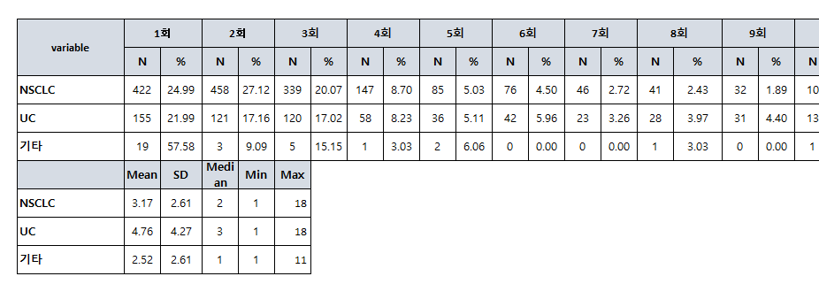 variable 1회 2회 3회 4회 5회 6회 7회 8회 9회
N % N % N % N % N % N % N % N % N %
NSCLC 422 24.99 458 27.12 339 20.07 147 8.70 85 5.03 76 4.50 46 2.72 41 2.43 32 1.89 10
UC 155 21.99 121 17.16 120 17.02 58 8.23 36 5.11 42 5.96 23 3.26 28 3.97 31 4.40 13
기타 19 57.58 3 9.09 5 15.15 1 3.03 2 6.06 0 0.00 0 0.00 1 3.03 0 0.00 1
Mean SD Medi
an Min Max
NSCLC 3.17 2.61 2 1 18
UC 4.76 4.27 3 1 18
기타 2.52 2.61 1 1 11